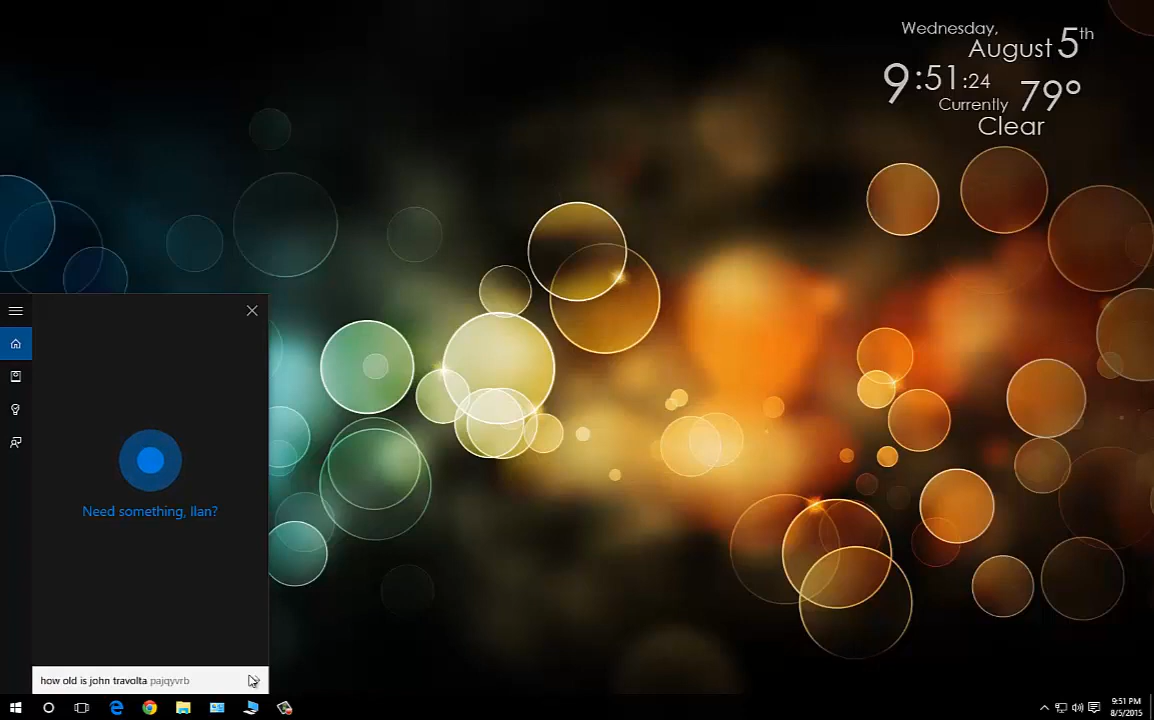 Wednesday,
August 5th
9:51:24
Currently 79°
Clear
Need something, Ilan?
how old is john travolta pajqyvrb
9:51 PM
8/5/2015